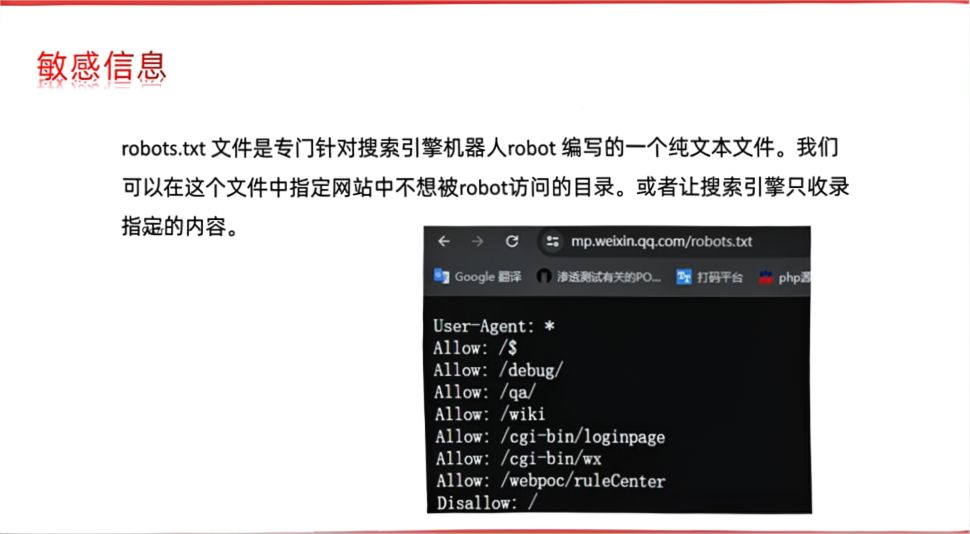 敏感信息
robots.txt 文件是专门针对搜索引擎机器人robot 编写的一个纯文本文件。我们
可以在这个文件中指定网站中不想被robot访问的目录。或者让搜索引擎只收录
指定的内容。
mp.weixin.qq.com/robots.txt
Google 翻译 渗透测试有关的PO... 打码平台 php源
User-Agent: *
Allow: /$
Allow: /debug/
Allow: /qa/
Allow: /wiki
Allow: /cgi-bin/loginpage
Allow: /cgi-bin/wx
Allow: /webpoc/ruleCenter
Disallow: /